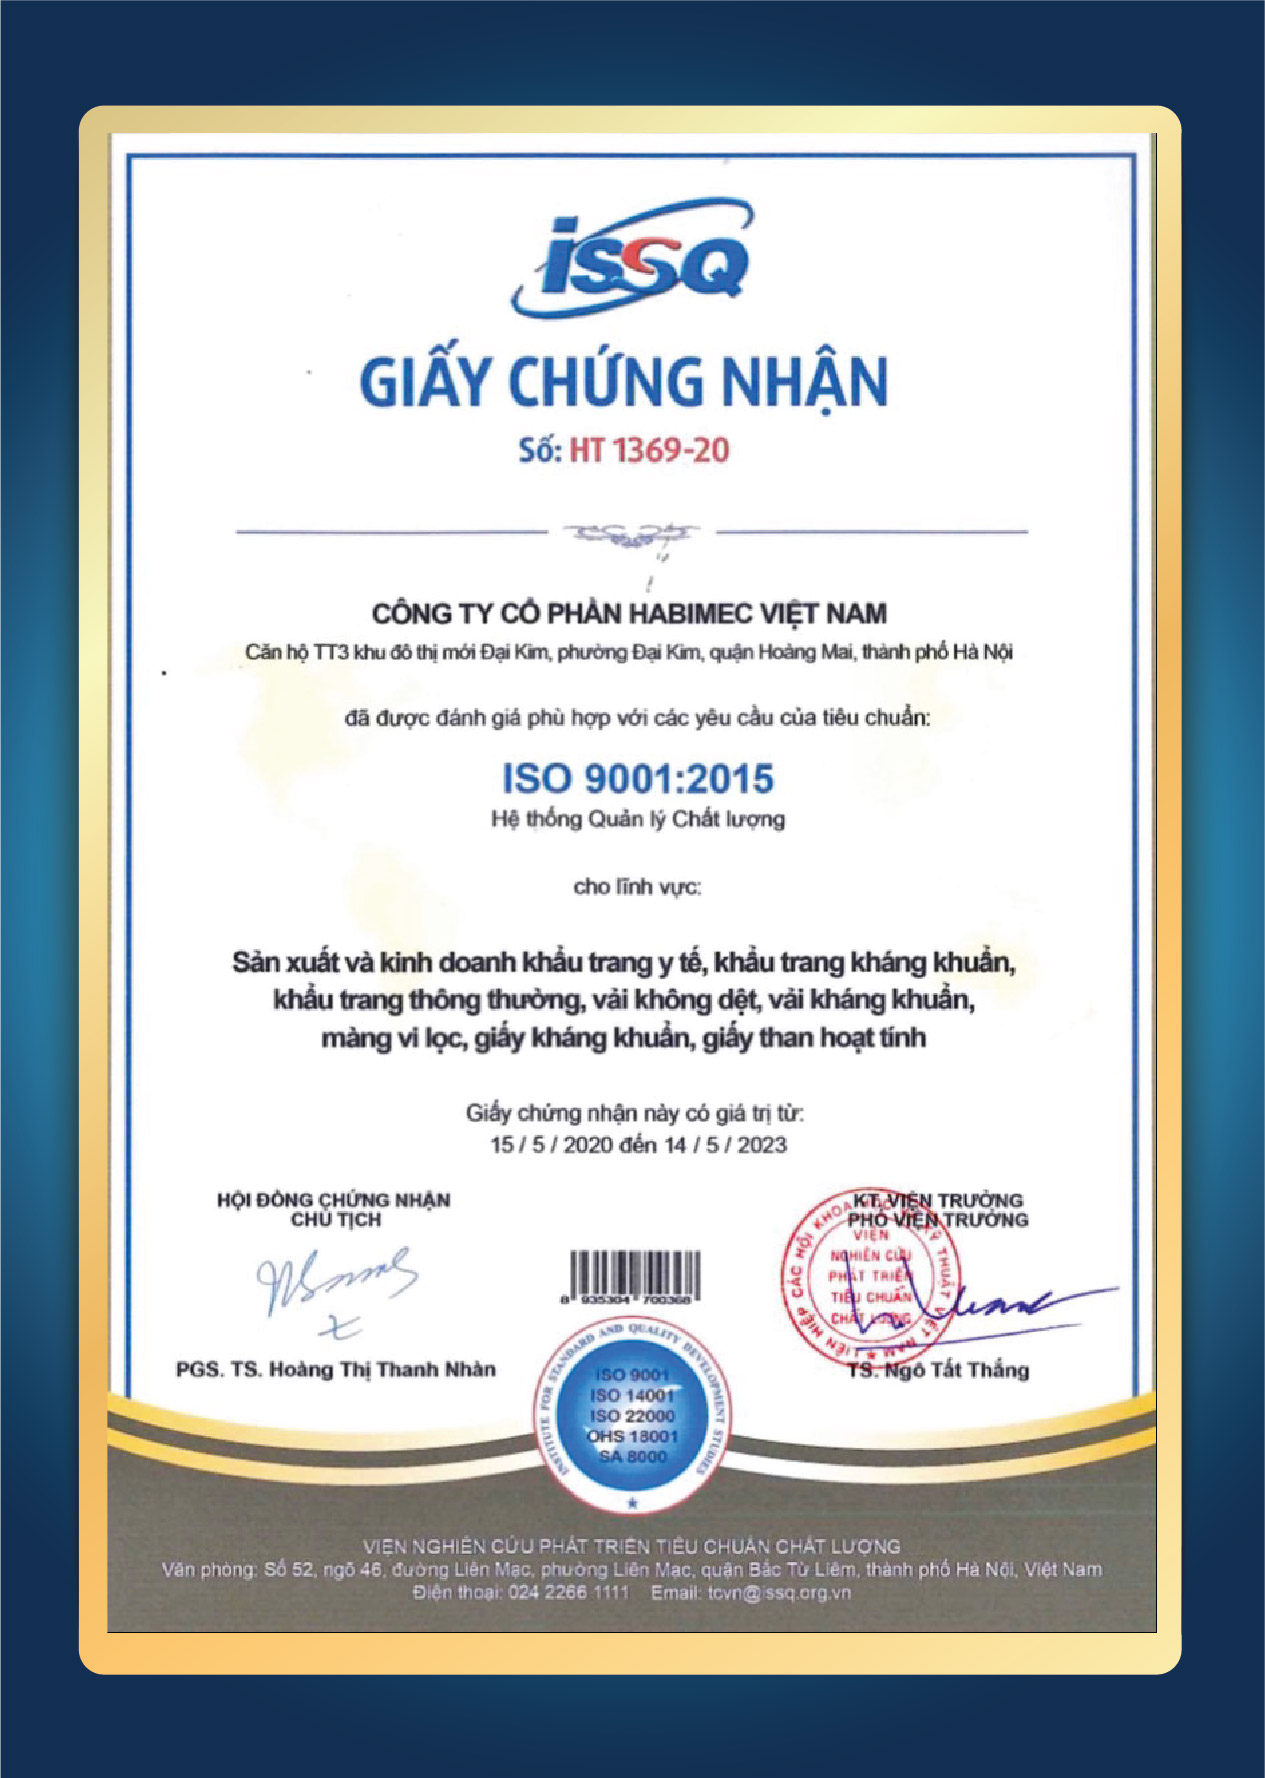 ISSQ
GIẤY CHỨNG NHẬN
Số: HT 1369-20
CÔNG TY CỔ PHẦN HABIMEC VIỆT NAM
Căn hộ TT3 khu đô thị mới Đại Kim, phường Đại Kim, quận Hoàng Mai, thành phố Hà Nội
đã được đánh giá phù hợp với các yêu cầu của tiêu chuẩn:
ISO 9001:2015
Hệ thống Quản lý Chất lượng
cho lĩnh vực:
Sản xuất và kinh doanh khẩu trang y tế, khẩu trang kháng khuẩn,
khẩu trang thông thường, vải không dệt, vải kháng khuẩn,
màng vi lọc, giấy kháng khuẩn, giấy than hoạt tính
Giấy chứng nhận này có giá trị từ:
15 / 5 / 2020 đến 14 / 5 / 2023
HỘI ĐỒNG CHỨNG NHẬN
CHỦ TỊCH
KT. VIỆN TRƯỞNG
PHÓ VIỆN TRƯỞNG
LIÊN HIỆP CÁC HỘI KHOA HỌC VÀ KỸ THUẬT VIỆT NAM
VIỆN
NGHIÊN CỨU
PHÁT TRIỂN
TIÊU CHUẨN
CHẤT LƯỢNG
8 935304 700368
PGS. TS. Hoàng Thị Thanh Nhàn
TS. Ngô Tất Thắng
INSTITUTE FOR STANDARD AND QUALITY DEVELOPMENT STUDIES
ISO 9001
ISO 14001
ISO 22000
OHS 18001
SA 8000
VIỆN NGHIÊN CỨU PHÁT TRIỂN TIÊU CHUẨN CHẤT LƯỢNG
Văn phòng: Số 52, ngõ 46, đường Liên Mạc, phường Liên Mạc, quận Bắc Từ Liêm, thành phố Hà Nội, Việt Nam
Điện thoại: 024 2266 1111 Email: tcvn@issq.org.vn